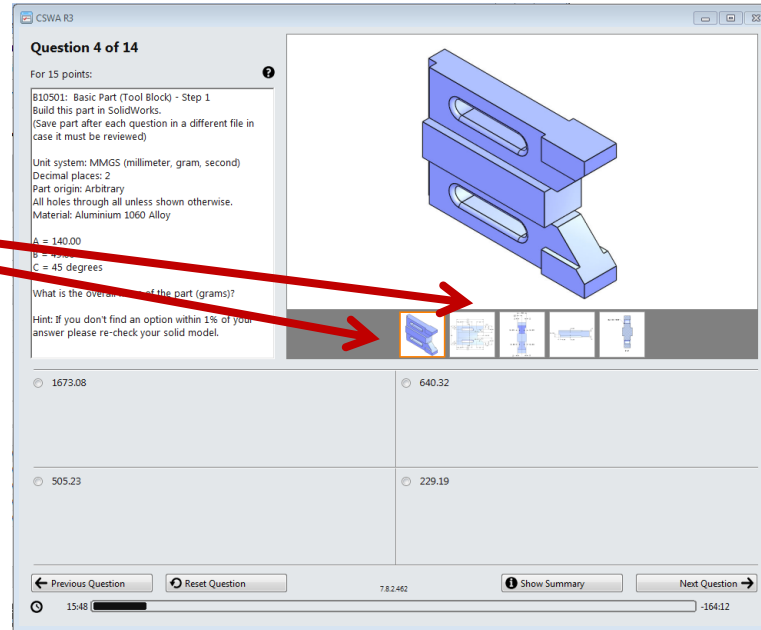 CSWA R3
Question 4 of 14
For 15 points:
B10501: Basic Part (Tool Block) - Step 1
Build this part in SolidWorks.
(Save part after each question in a different file in
case it must be reviewed)
Unit system: MMGS (millimeter, gram, second)
Decimal places: 2
Part origin: Arbitrary
All holes through all unless shown otherwise.
Material: Aluminium 1060 Alloy
A = 140.00
B =
C = 45 degrees
What is the overall of the part (grams)?
Hint: If you don't find an option within 1% of your
answer please re-check your solid model.
1673.08
640.32
505.23
229.19
Previous Question
Reset Question
7.8.2.462
Show Summary
Next Question
15:48
-164:12